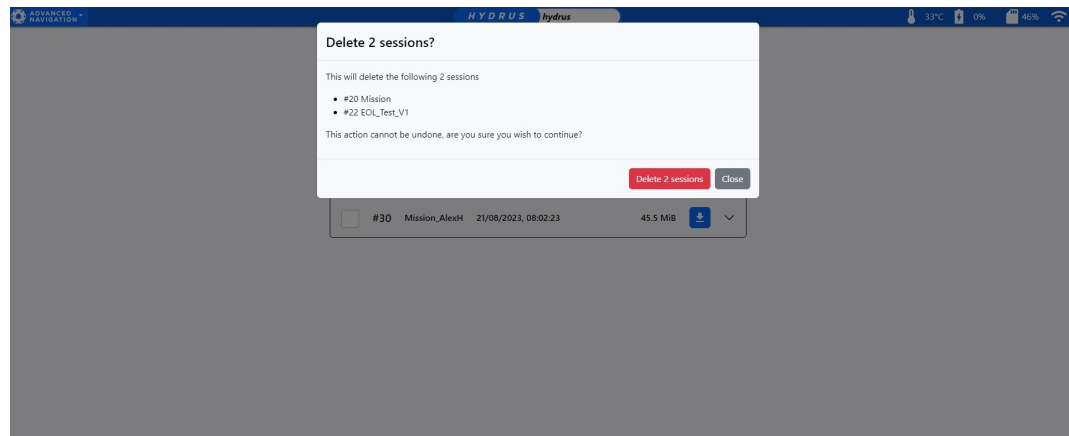 ADVANCED
NAVIGATION
HYDRUS hydrus 33°C 0% 46%
Delete 2 sessions?
This will delete the following 2 sessions
#20 Mission
#22 EOL_Test_V1
This action cannot be undone, are you sure you wish to continue?
Delete 2 sessions Close
#30 Mission_AlexH 21/08/2023, 08:02:23 45.5 MiB